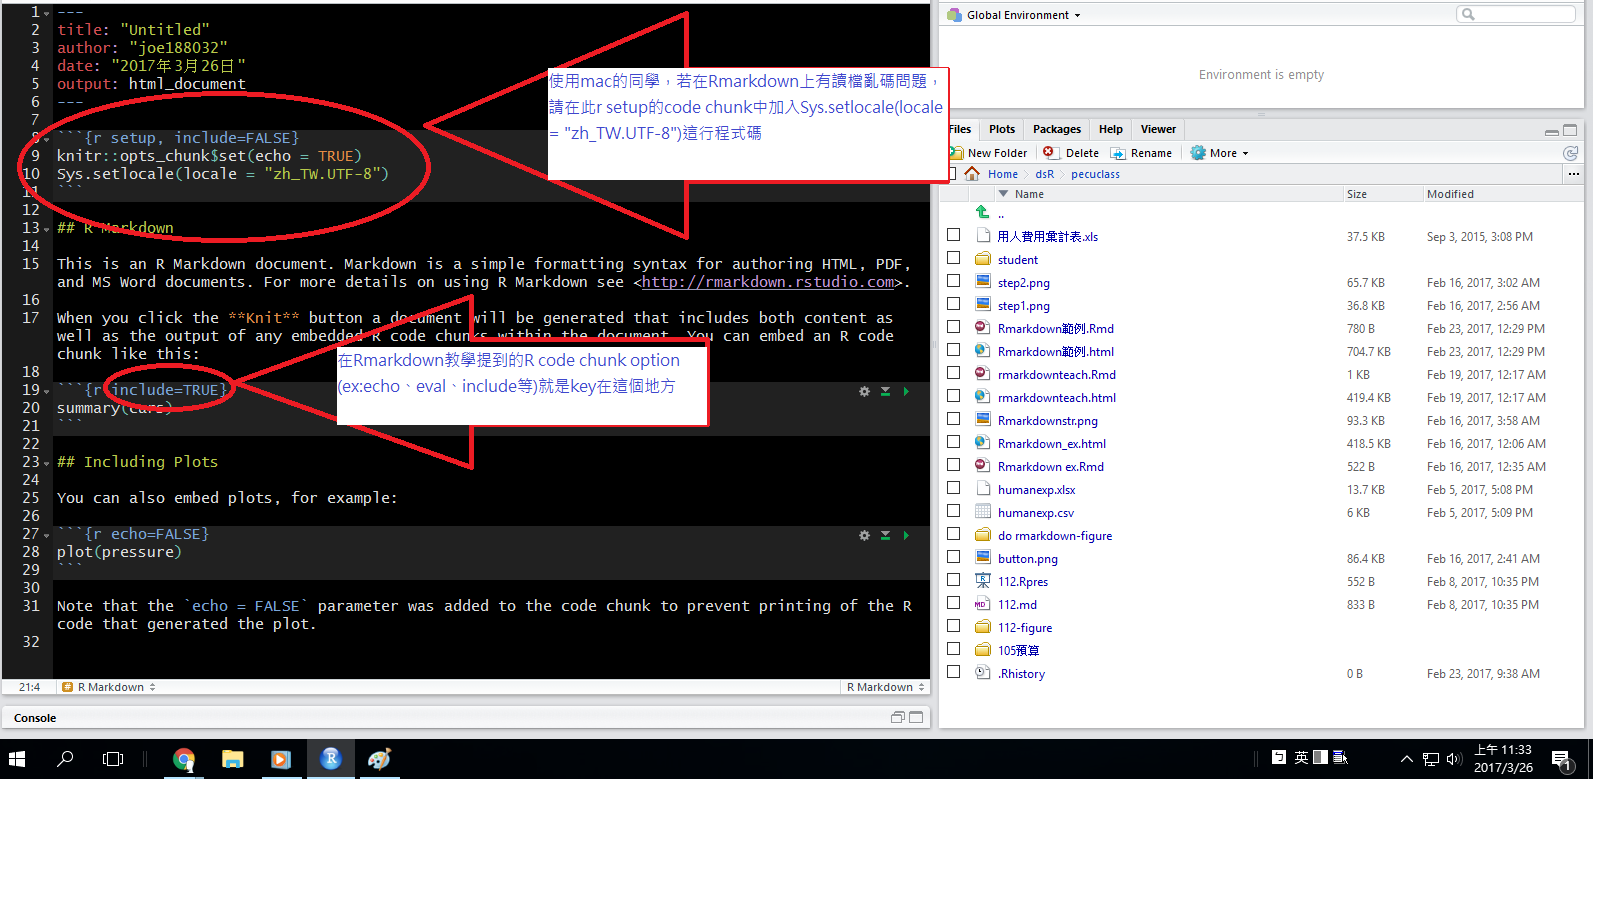 1 ---
2 title: "Untitled"
3 author: "joe188032"
4 date: "2017年3月26日"
5 output: html_document
6 ---
7
8 ```{r setup, include=FALSE}
9 knitr::opts_chunk$set(echo = TRUE)
10 Sys.setlocale(locale = "zh_TW.UTF-8")
11 ```
12
13 ## R Markdown
14
15 This is an R Markdown document. Markdown is a simple formatting syntax for authoring HTML, PDF,
and MS Word documents. For more details on using R Markdown see <http://rmarkdown.rstudio.com>.
16
17 When you click the **Knit** button a document will be generated that includes both content as
well as the output of any embedded R code chunks within the document. You can embed an R code
chunk like this:
18
19 ```{r include=TRUE}
20 summary(cars)
21 ```
22
23 ## Including Plots
24
25 You can also embed plots, for example:
26
27 ```{r echo=FALSE}
28 plot(pressure)
29 ```
30
31 Note that the `echo = FALSE` parameter was added to the code chunk to prevent printing of the R
code that generated the plot.
32
使用mac的同學，若在Rmarkdown上有讀檔亂碼問題，
請在此r setup的code chunk中加入Sys.setlocale(locale
= "zh_TW.UTF-8")這行程式碼
在Rmarkdown教學提到的R code chunk option
(ex:echo、eval、include等)就是key在這個地方
21:4 R Markdown R Markdown
Console
Global Environment
Environment is empty
Files Plots Packages Help Viewer
New Folder Delete Rename More
Home dsR pecuclass ...
Name Size Modified
..
用人費用彙計表.xls 37.5 KB Sep 3, 2015, 3:08 PM
student
step2.png 65.7 KB Feb 16, 2017, 3:02 AM
step1.png 36.8 KB Feb 16, 2017, 2:56 AM
Rmarkdown範例.Rmd 780 B Feb 23, 2017, 12:29 PM
Rmarkdown範例.html 704.7 KB Feb 23, 2017, 12:29 PM
rmarkdownteach.Rmd 1 KB Feb 19, 2017, 12:17 AM
rmarkdownteach.html 419.4 KB Feb 19, 2017, 12:17 AM
Rmarkdownstr.png 93.3 KB Feb 16, 2017, 3:58 AM
Rmarkdown_ex.html 418.5 KB Feb 16, 2017, 12:06 AM
Rmarkdown ex.Rmd 522 B Feb 16, 2017, 12:35 AM
humanexp.xlsx 13.7 KB Feb 5, 2017, 5:08 PM
humanexp.csv 6 KB Feb 5, 2017, 5:09 PM
do rmarkdown-figure
button.png 86.4 KB Feb 16, 2017, 2:41 AM
112.Rpres 552 B Feb 8, 2017, 10:35 PM
112.md 833 B Feb 8, 2017, 10:35 PM
112-figure
105預算
.Rhistory 0 B Feb 23, 2017, 9:38 AM
ㄅ 英
上午 11:33
2017/3/26
1